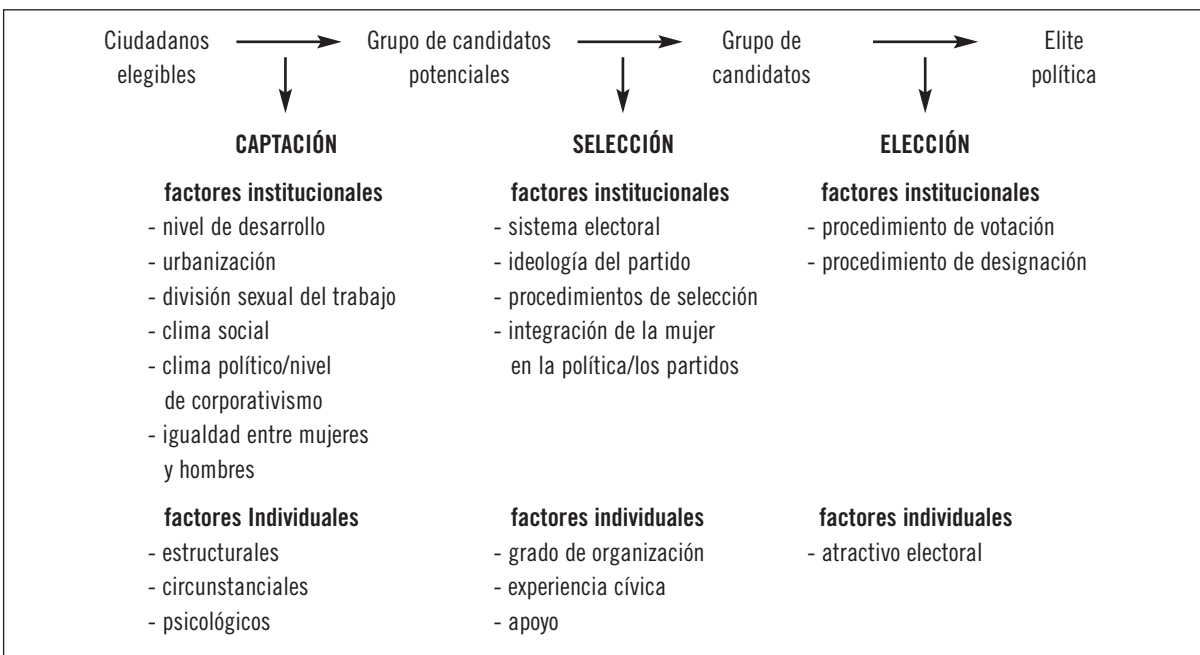 Ciudadanos elegibles
Grupo de candidatos potenciales
Grupo de candidatos
Elite política
CAPTACIÓN
factores institucionales
- nivel de desarrollo
- urbanización
- división sexual del trabajo
- clima social
- clima político/nivel
de corporativismo
- igualdad entre mujeres
y hombres
factores Individuales
- estructurales
- circunstanciales
- psicológicos
SELECCIÓN
factores institucionales
- sistema electoral
- ideología del partido
- procedimientos de selección
- integración de la mujer
en la política/los partidos
factores individuales
- grado de organización
- experiencia cívica
- apoyo
ELECCIÓN
factores institucionales
- procedimiento de votación
- procedimiento de designación
factores individuales
- atractivo electoral